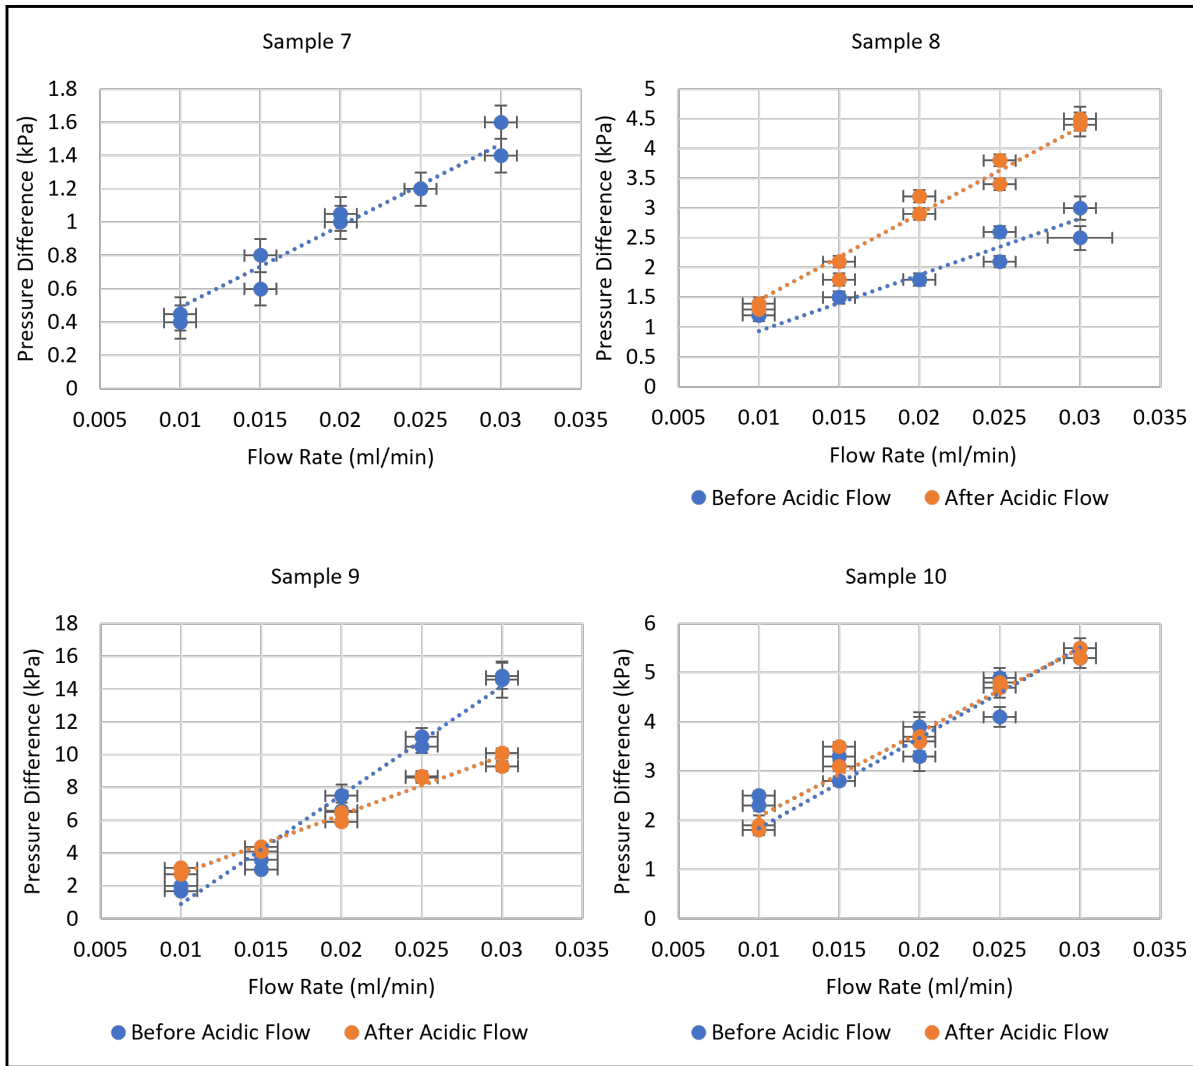 Sample 7
Pressure Difference (kPa)
1.8
1.6
1.4
1.2
1
0.8
0.6
0.4
0.2
0
0.005 0.01 0.015 0.02 0.025 0.03 0.035
Flow Rate (ml/min)
Sample 8
Pressure Difference (kPa)
5
4.5
4
3.5
3
2.5
2
1.5
1
0.5
0
0.005 0.01 0.015 0.02 0.025 0.03 0.035
Flow Rate (ml/min)
Before Acidic Flow After Acidic Flow
Sample 9
Pressure Difference (kPa)
18
16
14
12
10
8
6
4
2
0
0.005 0.01 0.015 0.02 0.025 0.03 0.035
Flow Rate (ml/min)
Before Acidic Flow After Acidic Flow
Sample 10
Pressure Difference (kPa)
6
5
4
3
2
1
0
0.005 0.01 0.015 0.02 0.025 0.03 0.035
Flow Rate (ml/min)
Before Acidic Flow After Acidic Flow